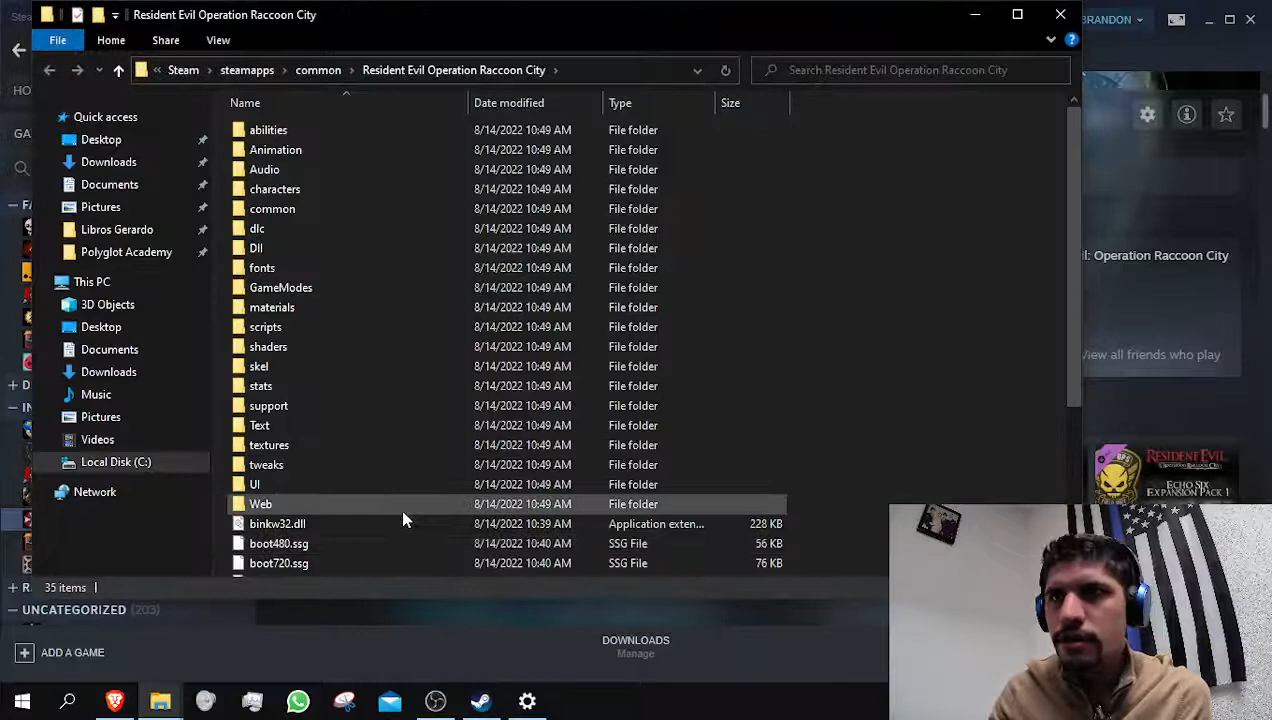 Resident Evil Operation Raccoon City
BRANDON
File
Home
Share
View
Steam
steamapps
common
Resident Evil Operation Raccoon City
Search Resident Evil Operation Raccoon City
Name
Date modified
Type
Size
Quick access
Desktop
Downloads
Documents
Pictures
Libros Gerardo
Polyglot Academy
This PC
3D Objects
Desktop
Documents
Downloads
Music
Pictures
Videos
Local Disk (C:)
Network
abilities 8/14/2022 10:49 AM File folder
Animation 8/14/2022 10:49 AM File folder
Audio 8/14/2022 10:49 AM File folder
characters 8/14/2022 10:49 AM File folder
common 8/14/2022 10:49 AM File folder
dlc 8/14/2022 10:49 AM File folder
Dll 8/14/2022 10:49 AM File folder
fonts 8/14/2022 10:49 AM File folder
GameModes 8/14/2022 10:49 AM File folder
materials 8/14/2022 10:49 AM File folder
scripts 8/14/2022 10:49 AM File folder
shaders 8/14/2022 10:49 AM File folder
skel 8/14/2022 10:49 AM File folder
stats 8/14/2022 10:49 AM File folder
support 8/14/2022 10:49 AM File folder
Text 8/14/2022 10:49 AM File folder
textures 8/14/2022 10:49 AM File folder
tweaks 8/14/2022 10:49 AM File folder
UI 8/14/2022 10:49 AM File folder
Web 8/14/2022 10:49 AM File folder
binkw32.dll 8/14/2022 10:39 AM Application exten... 228 KB
boot480.ssg 8/14/2022 10:40 AM SSG File 56 KB
boot720.ssg 8/14/2022 10:40 AM SSG File 76 KB
35 items
il: Operation Raccoon City
View all friends who play
RESIDENT EVIL
ECHO SIX
EXPANSION PACK 1
UNCATEGORIZED (203)
ADD A GAME
DOWNLOADS
Manage